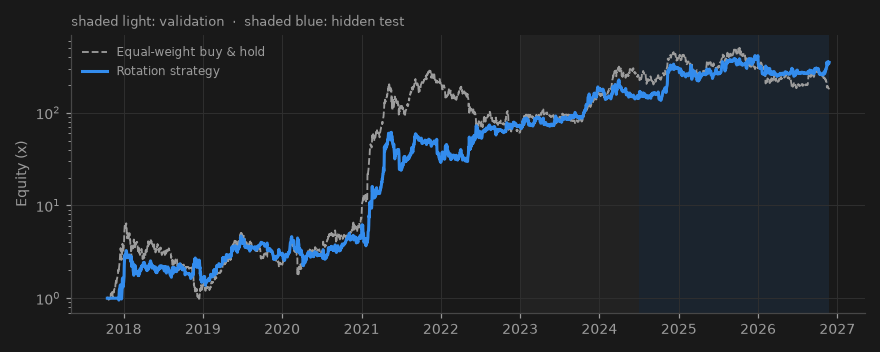 shaded light: validation · shaded blue: hidden test
Equal-weight buy & hold
Rotation strategy
Equity (x)
10²
10¹
10⁰
2018 2019 2020 2021 2022 2023 2024 2025 2026 2027